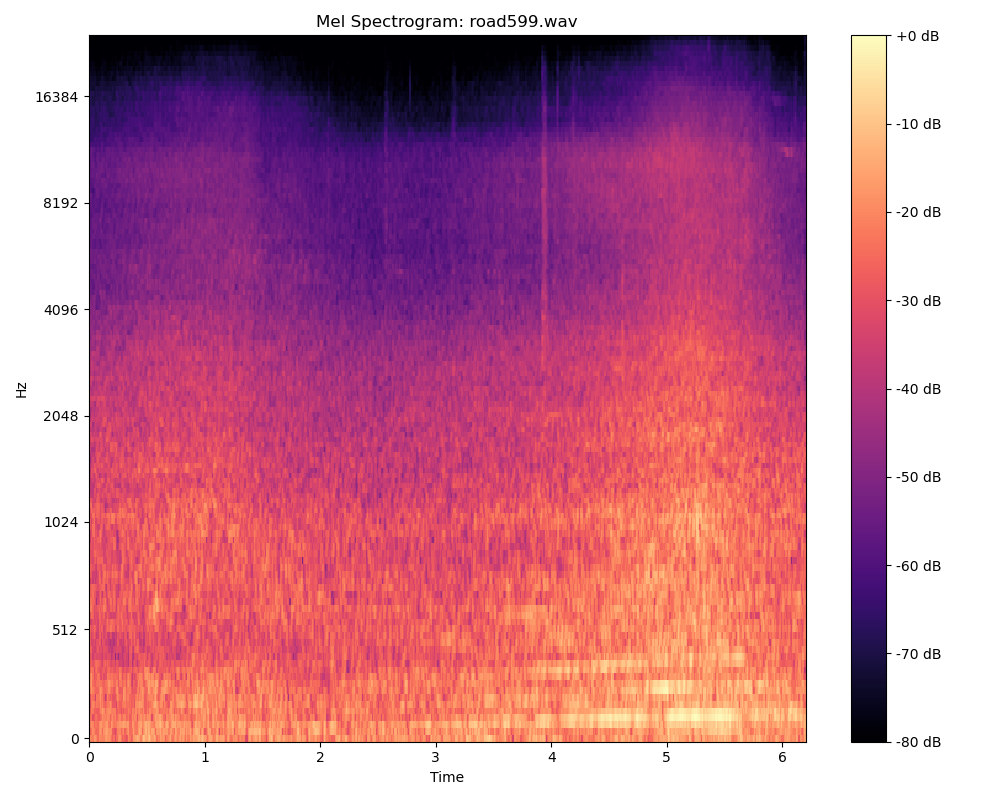 Mel Spectrogram: road599.wav
Hz
16384
8192
4096
2048
1024
512
0
0 1 2 3 4 5 6
Time
+0 dB
-10 dB
-20 dB
-30 dB
-40 dB
-50 dB
-60 dB
-70 dB
-80 dB